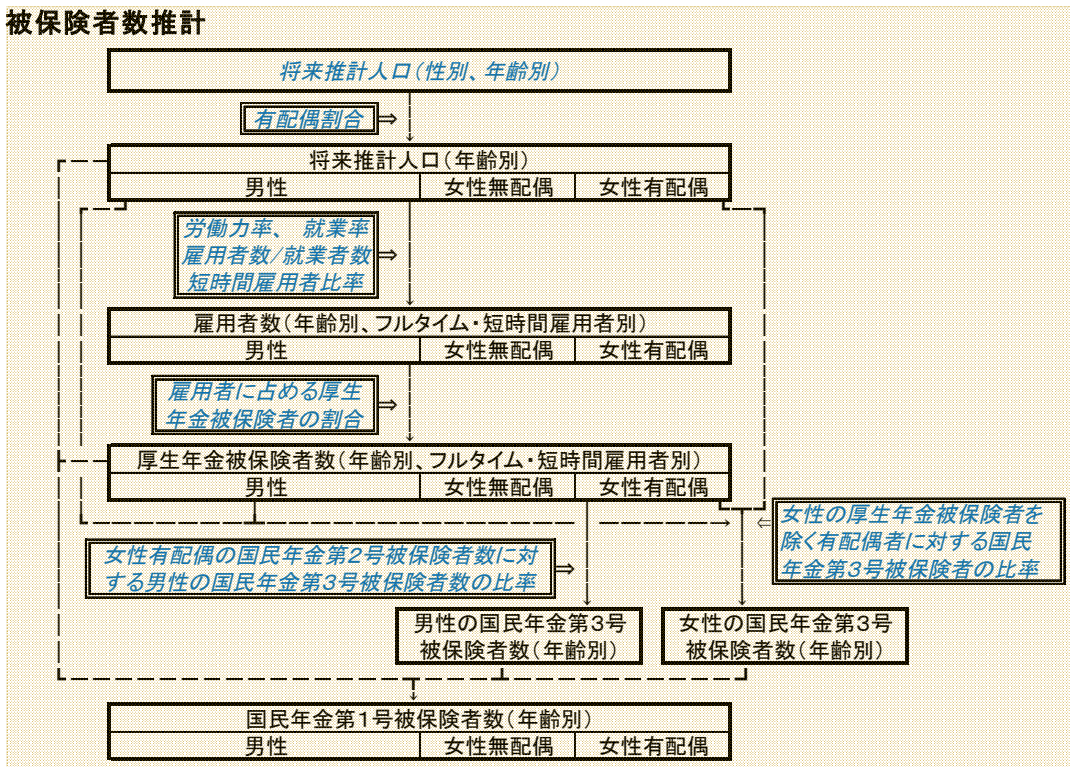 被保険者数推計
将来推計人口（性別、年齢別）
有配偶割合
⇒
将来推計人口（年齢別）
男性 女性無配偶 女性有配偶
労働力率、 就業率
雇用者数/就業者数
短時間雇用者比率
⇒
雇用者数（年齢別、フルタイム・短時間雇用者別）
男性 女性無配偶 女性有配偶
雇用者に占める厚生
年金被保険者の割合
⇒
厚生年金被保険者数（年齢別、フルタイム・短時間雇用者別）
男性 女性無配偶 女性有配偶
⇐
女性の厚生年金被保険者を
除く有配偶者に対する国民
年金第３号被保険者の比率
女性有配偶の国民年金第２号被保険者数に対
する男性の国民年金第３号被保険者数の比率
⇒
男性の国民年金第３号
被保険者数（年齢別）
女性の国民年金第３号
被保険者数（年齢別）
国民年金第１号被保険者数（年齢別）
男性 女性無配偶 女性有配偶